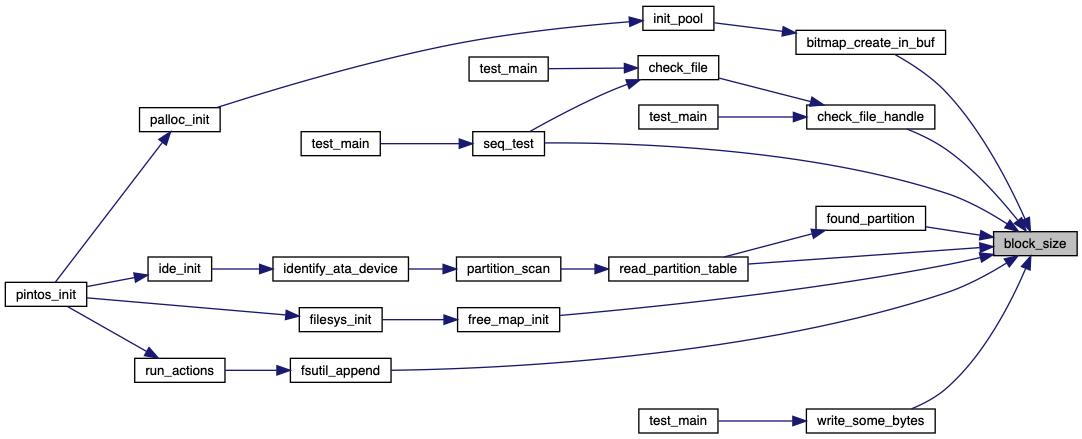 init_pool
bitmap_create_in_buf
test_main
check_file
palloc_init
test_main
check_file_handle
test_main
seq_test
found_partition
block_size
ide_init
identify_ata_device
partition_scan
read_partition_table
pintos_init
filesys_init
free_map_init
run_actions
fsutil_append
test_main
write_some_bytes